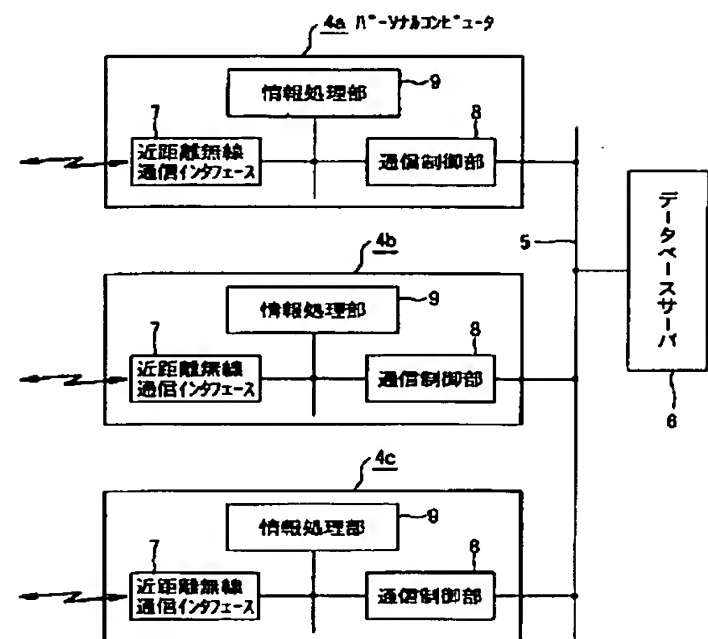 4a パーソナルコンピュータ
情報処理部
9
7
8
近距離無線
通信インタフェース
通信制御部
5
データベースサーバ
6
4b
情報処理部
9
7
8
近距離無線
通信インタフェース
通信制御部
4c
情報処理部
9
7
8
近距離無線
通信インタフェース
通信制御部